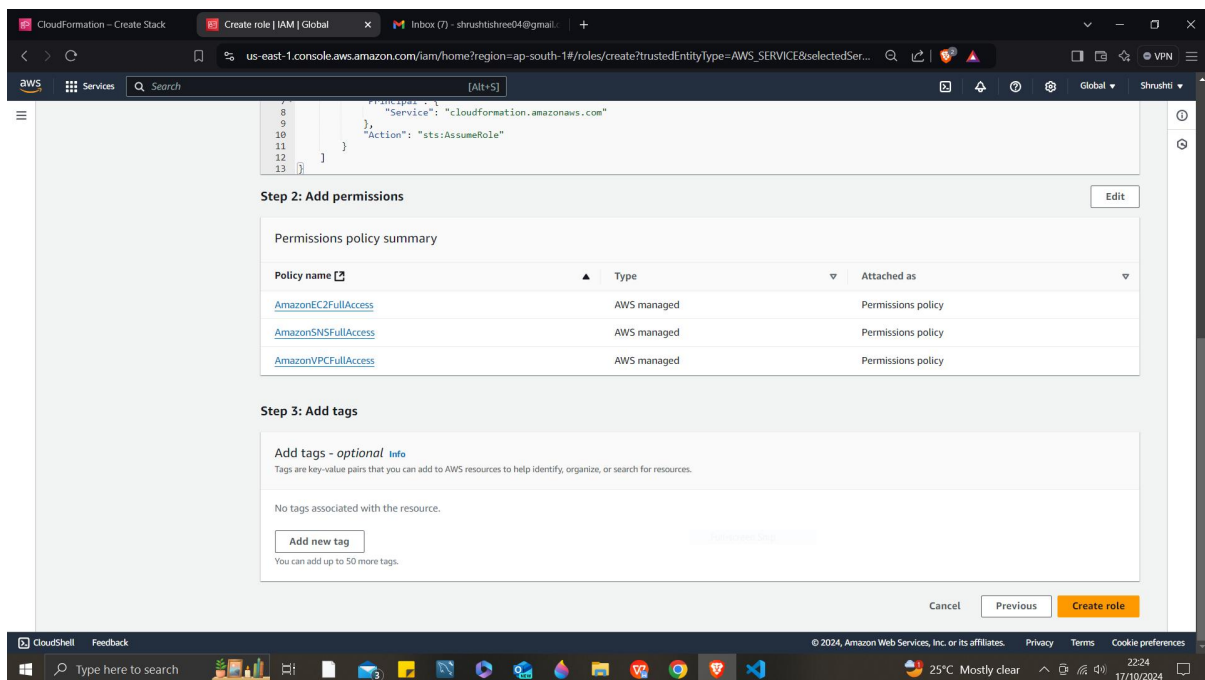 CloudFormation – Create Stack
Create role | IAM | Global
Inbox (7) - shrushtishree04@gmail.c
us-east-1.console.aws.amazon.com/iam/home?region=ap-south-1#/roles/create?trustedEntityType=AWS_SERVICE&selectedSer...
VPN
aws
Services
Search
[Alt+S]
Global
Shrushti
7
"Principal": {
8 "Service": "cloudformation.amazonaws.com"
9 },
10 "Action": "sts:AssumeRole"
11 }
12 ]
13 }
Step 2: Add permissions
Edit
Permissions policy summary
Policy name
Type
Attached as
AmazonEC2FullAccess
AWS managed
Permissions policy
AmazonSNSFullAccess
AWS managed
Permissions policy
AmazonVPCFullAccess
AWS managed
Permissions policy
Step 3: Add tags
Add tags - optional Info
Tags are key-value pairs that you can add to AWS resources to help identify, organize, or search for resources.
No tags associated with the resource.
Add new tag
You can add up to 50 more tags.
Cancel
Previous
Create role
CloudShell
Feedback
© 2024, Amazon Web Services, Inc. or its affiliates.
Privacy
Terms
Cookie preferences
Type here to search
3
25°C Mostly clear
22:24
17/10/2024